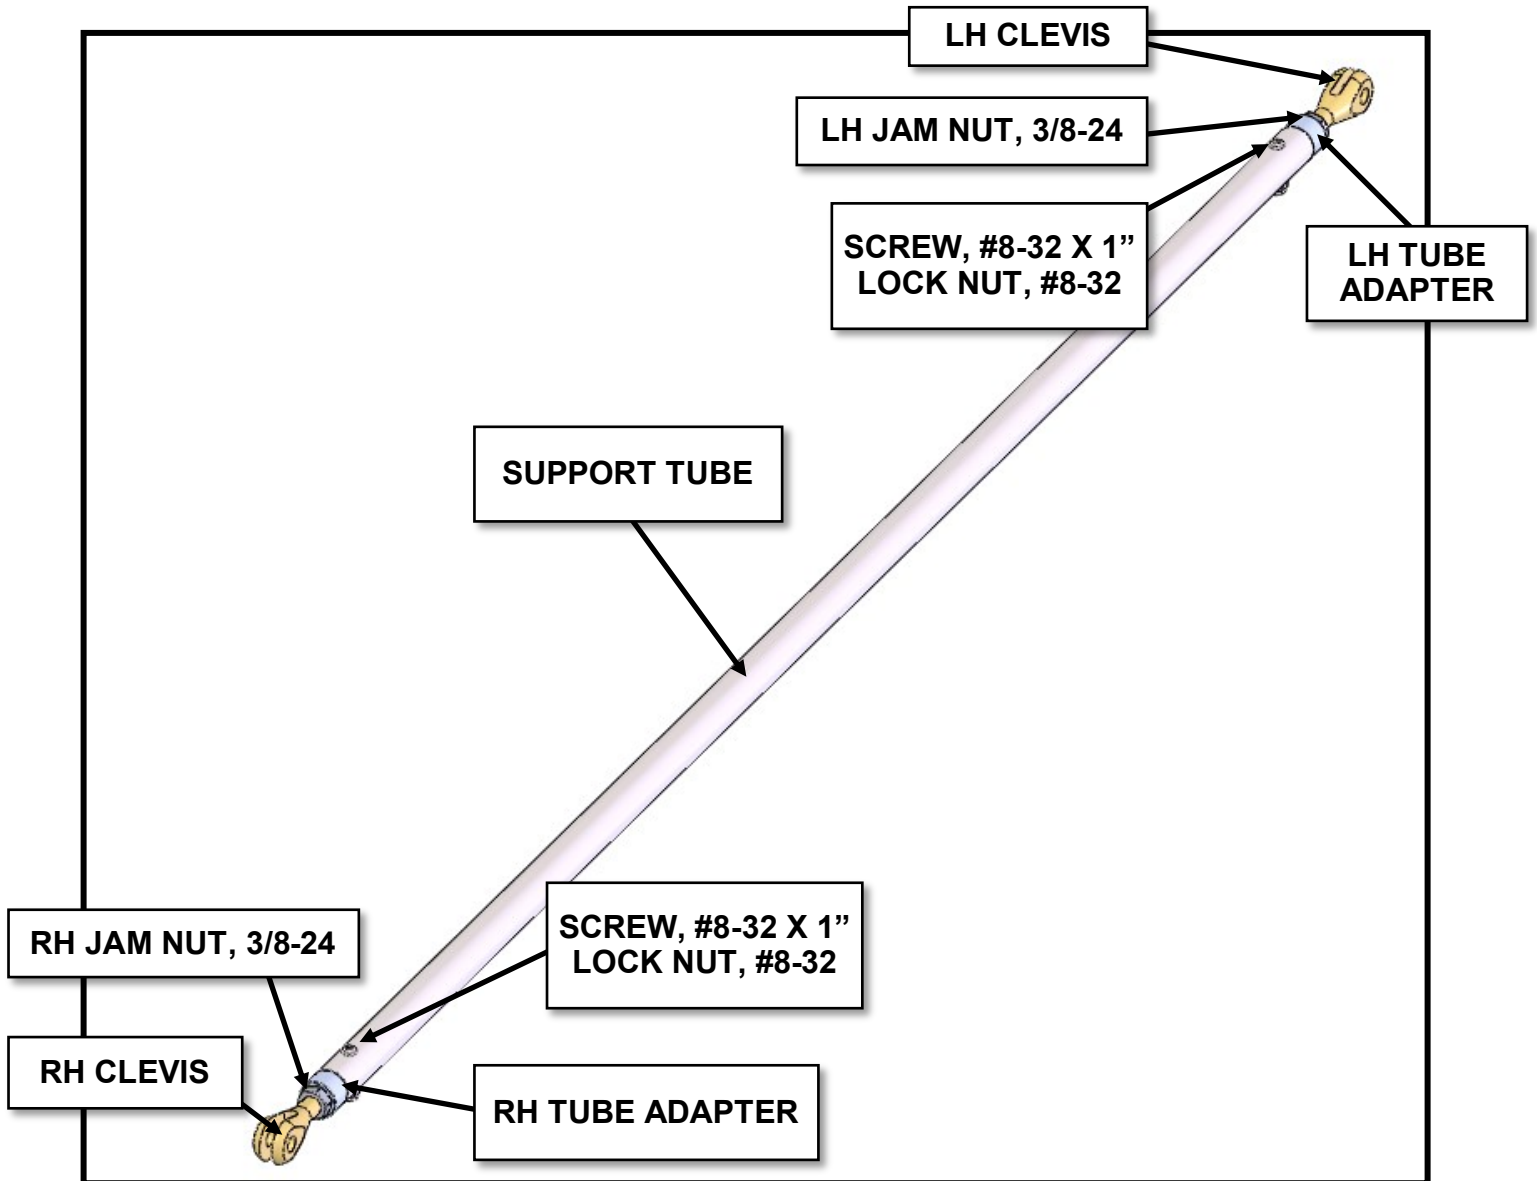 LH CLEVIS
LH JAM NUT, 3/8-24
SCREW, #8-32 X 1”
LOCK NUT, #8-32
LH TUBE
ADAPTER
SUPPORT TUBE
SCREW, #8-32 X 1”
LOCK NUT, #8-32
RH JAM NUT, 3/8-24
RH CLEVIS
RH TUBE ADAPTER